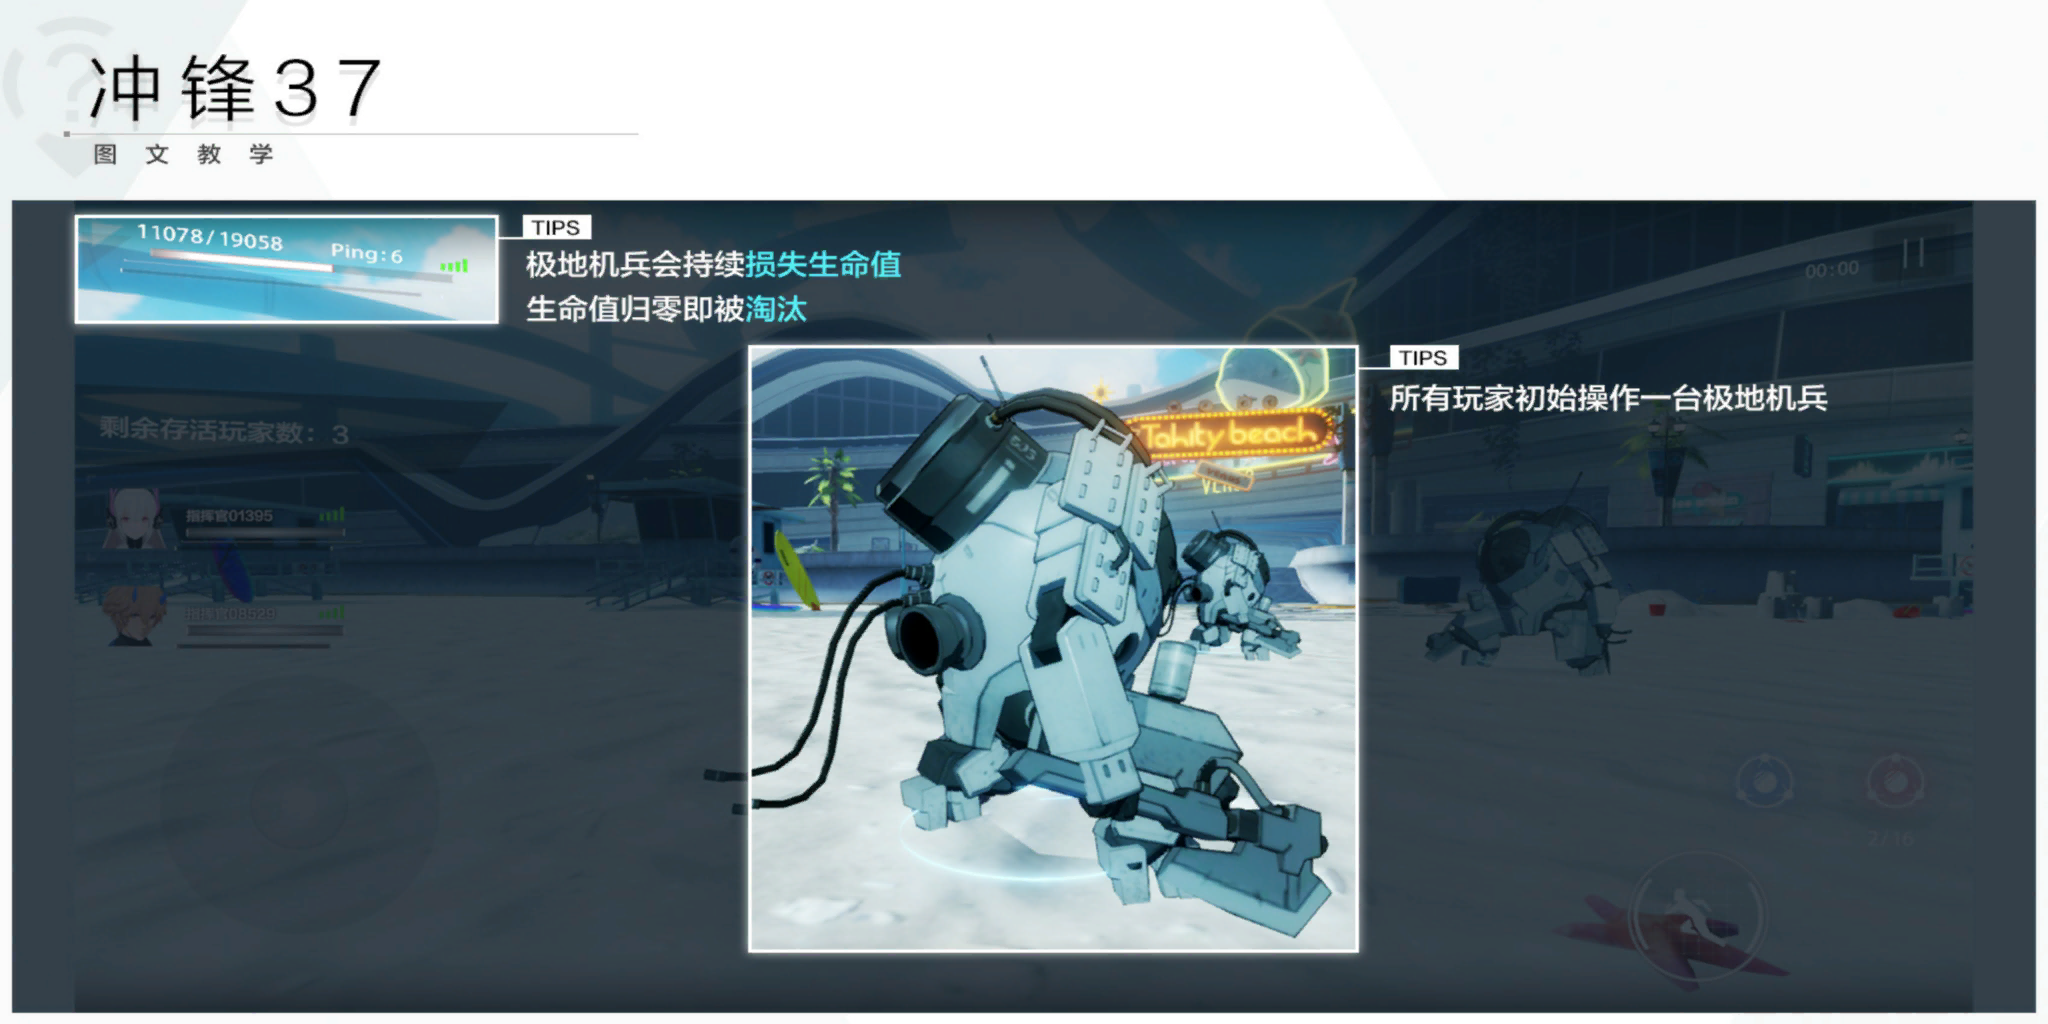 冲锋37
图文教学
11078/19058
Ping:6
TIPS
极地机兵会持续损失生命值
生命值归零即被淘汰
00:00
TIPS
所有玩家初始操作一台极地机兵
剩余存活玩家数：3
Tahity beach
指挥官01395
指挥官08529
2/16